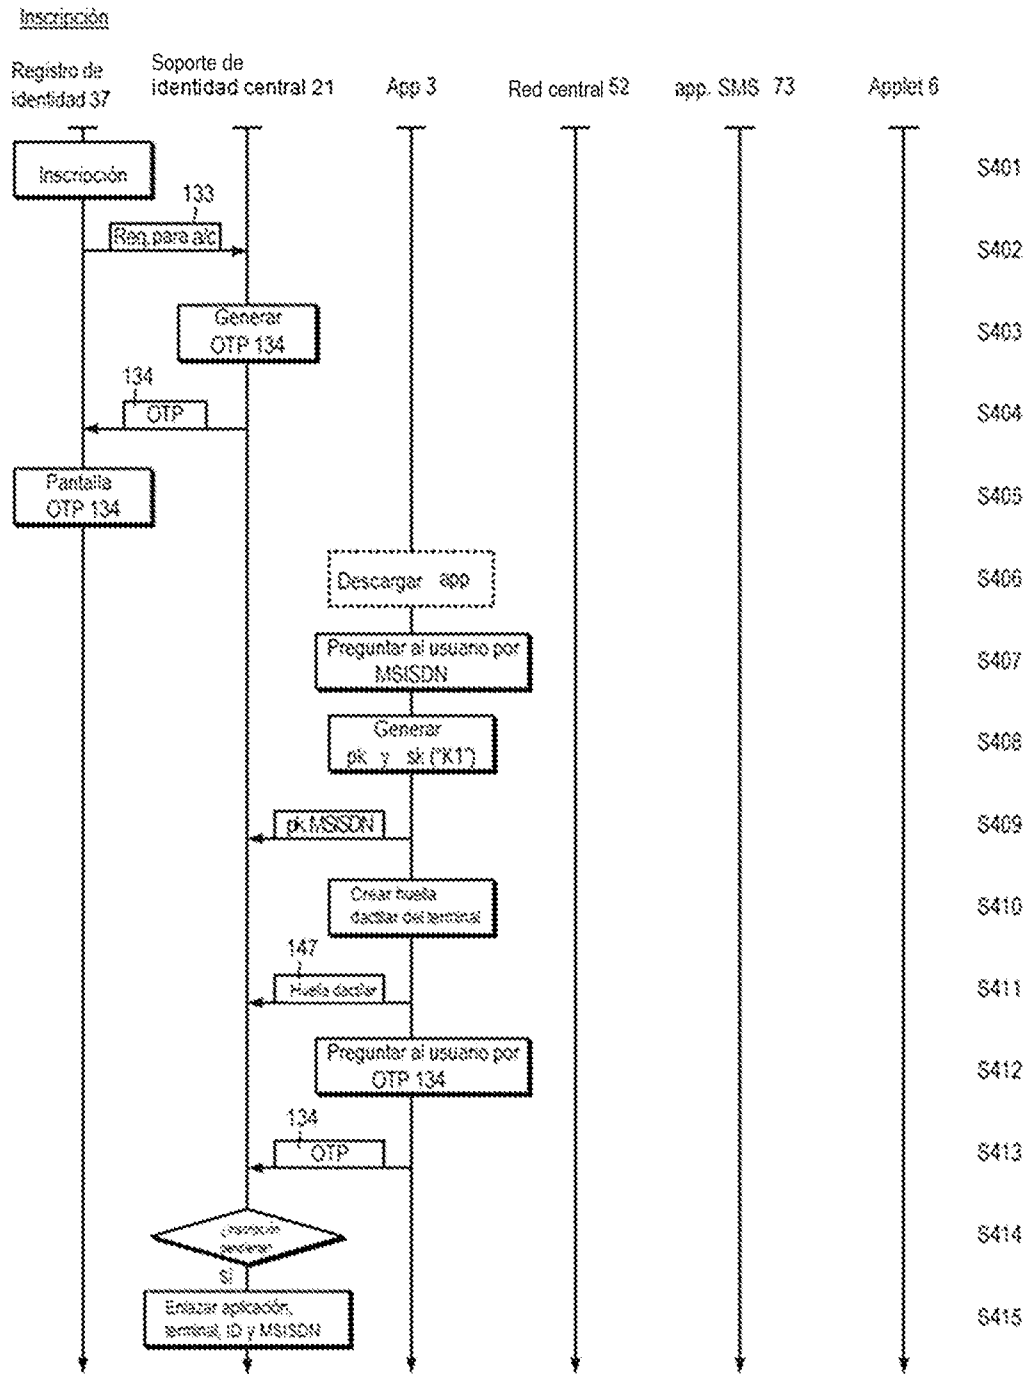 Inscripción
Registro de
identidad 37
Soporte de
identidad central 21
App 3
Red central 52
app. SMS 73
Applet 6
Inscripción
S401
133
Req. para a/c
S402
Generar
OTP 134
S403
134
OTP
S404
Pantalla
OTP 134
S405
Descargar app
S406
Preguntar al usuario por
MSISDN
S407
Generar
pk y sk ("K1")
S408
pk MSISDN
S409
Crear huella
dactilar del terminal
S410
147
Huella dactilar
S411
Preguntar al usuario por
OTP 134
S412
134
OTP
S413
¿Inscripción
S414
sí
Enlazar aplicación,
terminal, ID y MSISDN
S415